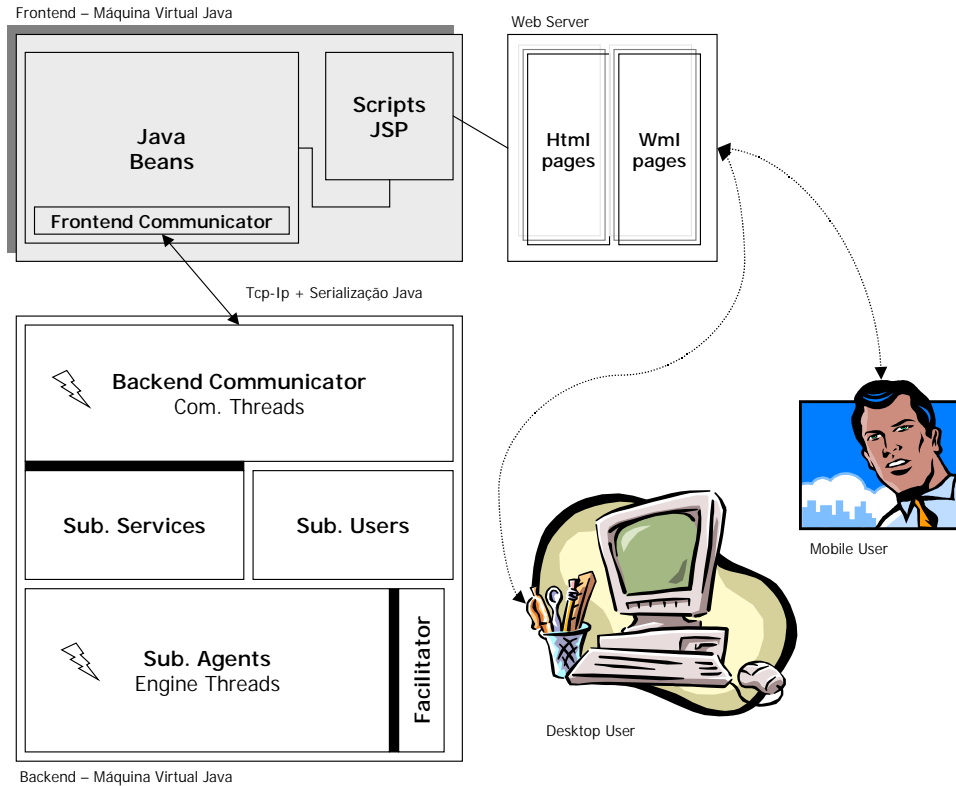 Frontend – Máquina Virtual Java
Web Server
Java
Beans
Scripts
JSP
Html
pages
Wml
pages
Frontend Communicator
Tcp-Ip + Serialização Java
Backend Communicator
Com. Threads
Sub. Services
Sub. Users
Mobile User
Sub. Agents
Engine Threads
Facilitator
Desktop User
Backend – Máquina Virtual Java